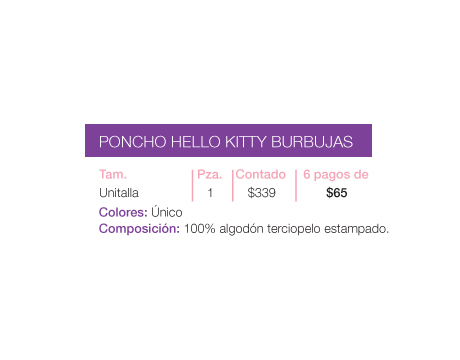 PONCHO HELLO KITTY BURBUJAS
Tam. Pza. Contado 6 pagos de
Unitalla 1 $339 $65
Colores: Único
Composición: 100% algodón terciopelo estampado.